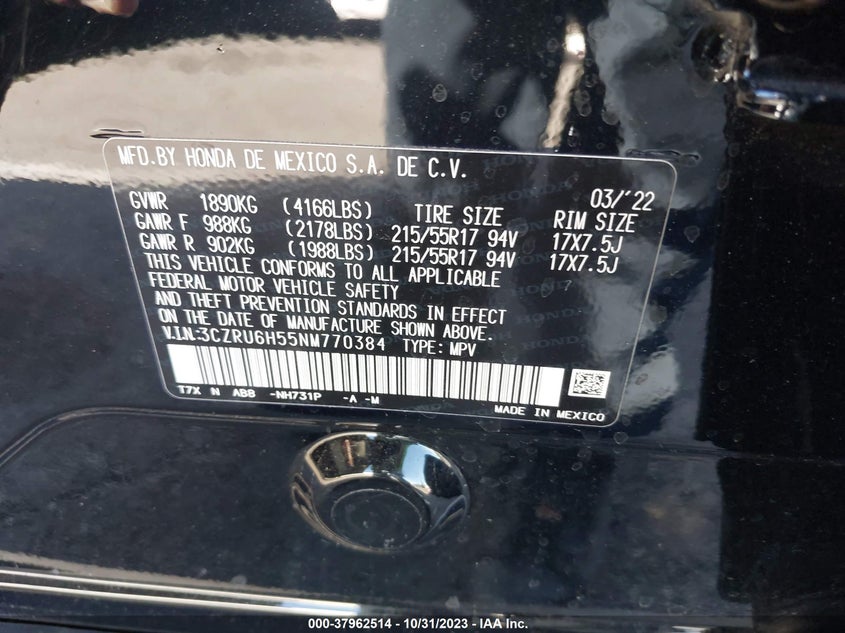 MFD.BY HONDA DE MEXICO S.A. DE C.V.
03/'22
GVWR 1890KG (4166LBS) TIRE SIZE RIM SIZE
GAWR F 988KG (2178LBS) 215/55R17 94V 17X7.5J
GAWR R 902KG (1988LBS) 215/55R17 94V 17X7.5J
THIS VEHICLE CONFORMS TO ALL APPLICABLE
FEDERAL MOTOR VEHICLE SAFETY
AND THEFT PREVENTION STANDARDS IN EFFECT
ON THE DATE OF MANUFACTURE SHOWN ABOVE.
V.I.N:3CZRU6H55NM770384 TYPE: MPV
T7X N ABB -NH731P -A -M
MADE IN MEXICO
000-37962514 - 10/31/2023 - © IAA Inc.